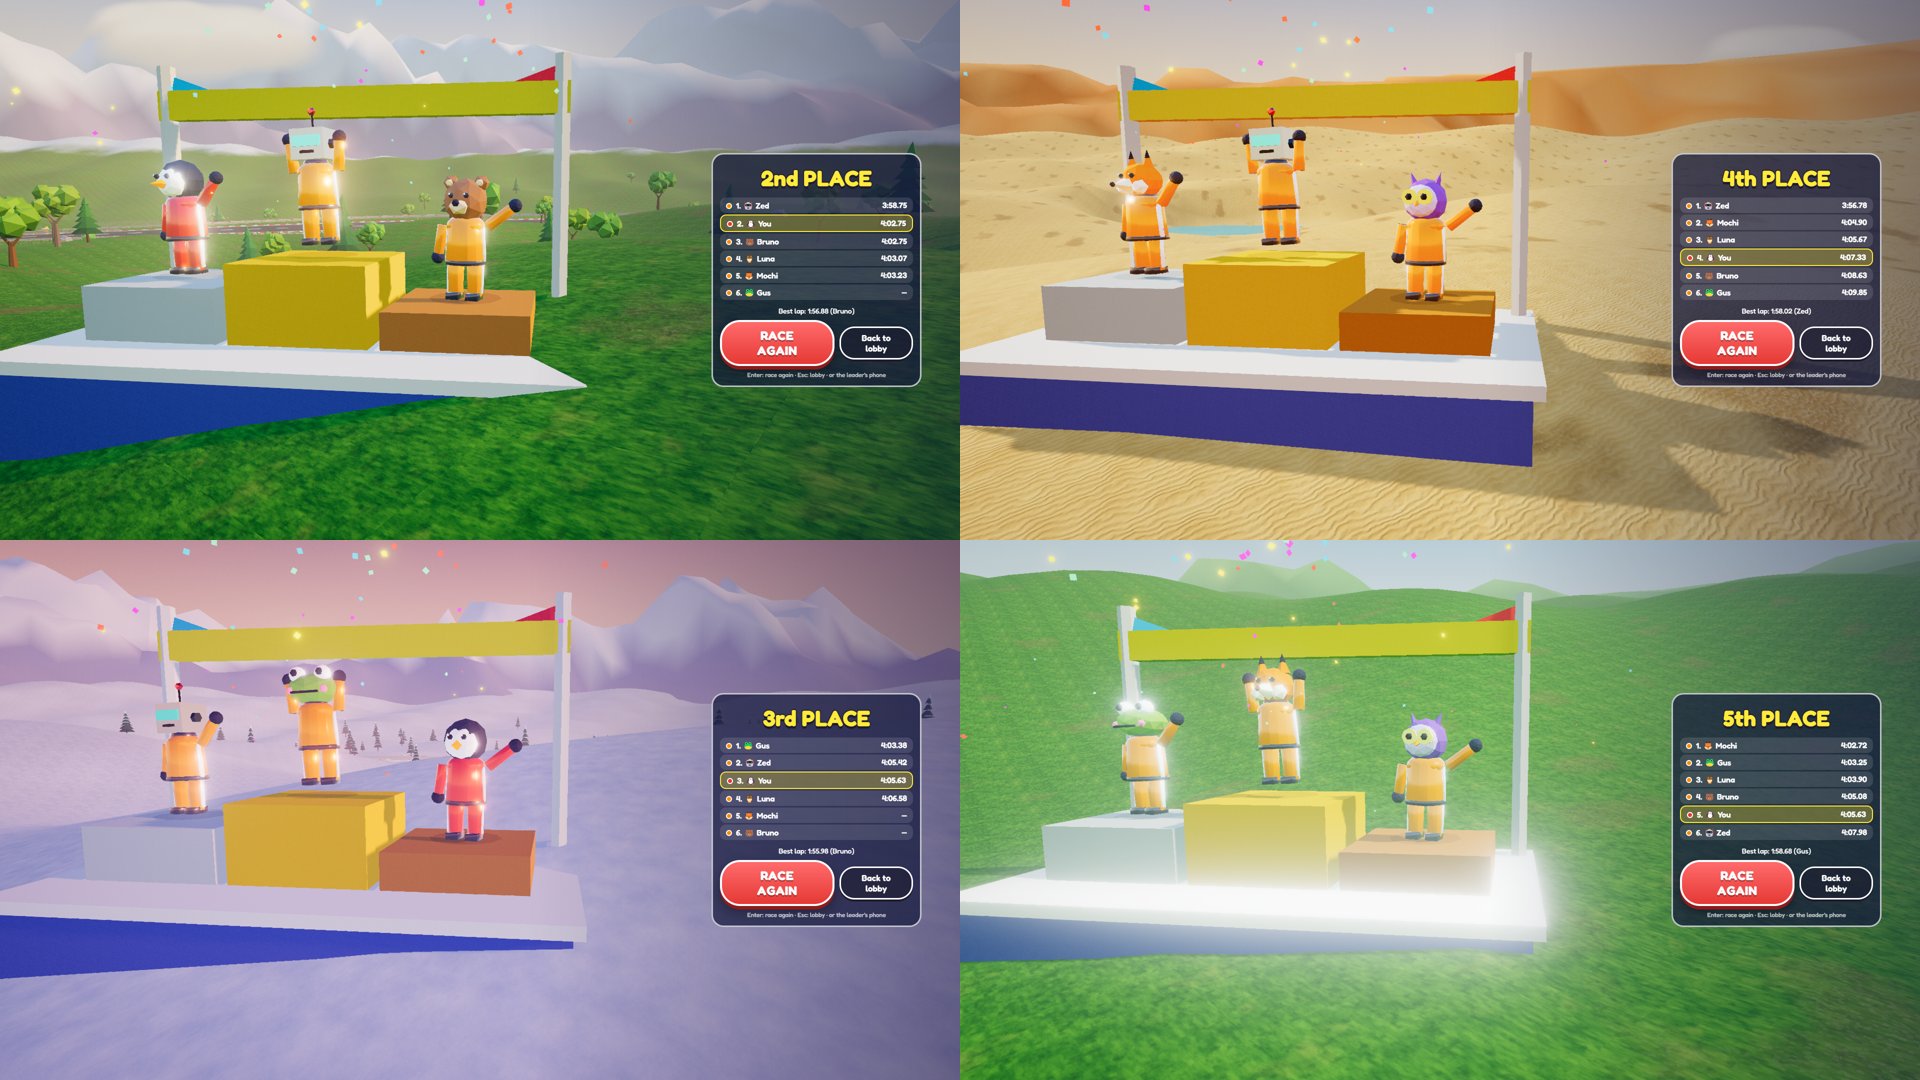 2nd PLACE
1. Zed 3:58.75
2. You 4:02.75
3. Bruno 4:02.75
4. Luna 4:03.07
5. Mochi 4:03.23
6. Gus –
Best lap: 1:56.88 (Bruno)
RACE
AGAIN
Back to
lobby
Enter: race again · Esc: lobby · or the leader's phone
4th PLACE
1. Zed 3:56.78
2. Mochi 4:04.90
3. Luna 4:05.67
4. You 4:07.33
5. Bruno 4:08.63
6. Gus 4:09.85
Best lap: 1:58.02 (Zed)
RACE
AGAIN
Back to
lobby
Enter: race again · Esc: lobby · or the leader's phone
3rd PLACE
1. Gus 4:03.38
2. Zed 4:05.42
3. You 4:05.63
4. Luna 4:06.58
5. Mochi –
6. Bruno –
Best lap: 1:55.98 (Bruno)
RACE
AGAIN
Back to
lobby
Enter: race again · Esc: lobby · or the leader's phone
5th PLACE
1. Mochi 4:02.72
2. Gus 4:03.25
3. Luna 4:03.90
4. Bruno 4:05.08
5. You 4:05.63
6. Zed 4:07.98
Best lap: 1:58.68 (Gus)
RACE
AGAIN
Back to
lobby
Enter: race again · Esc: lobby · or the leader's phone